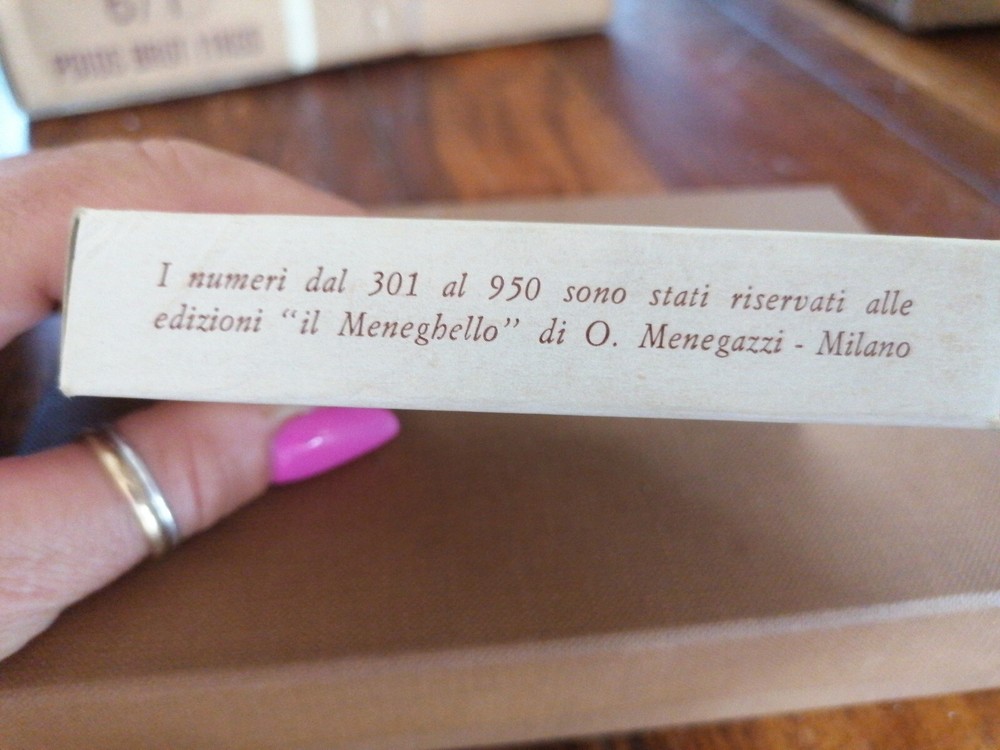 I numeri dal 301 al 950 sono stati riservati alle
edizioni “il Meneghello” di O. Menegazzi - Milano